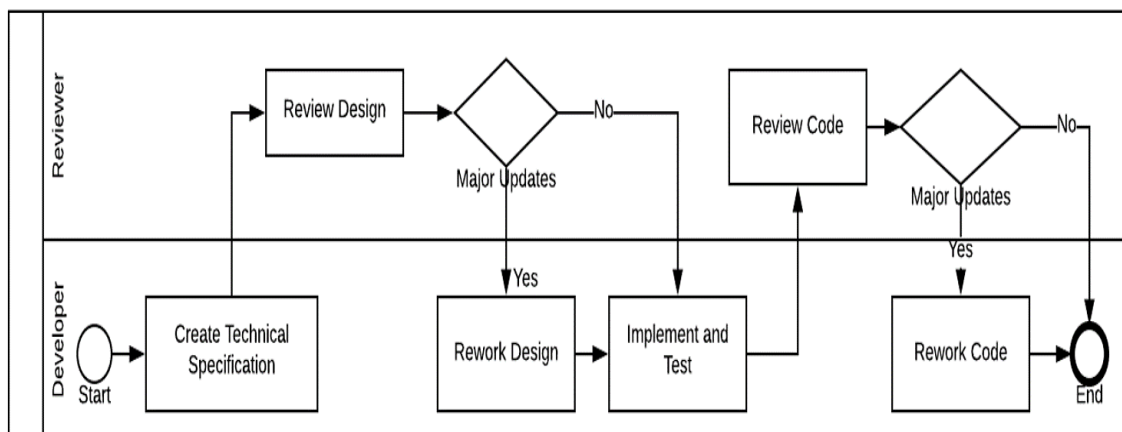 Reviewer
Review Design
No
Major Updates
Review Code
No
Major Updates
Developer
Start
Create Technical
Specification
Yes
Rework Design
Implement and
Test
Yes
Rework Code
End